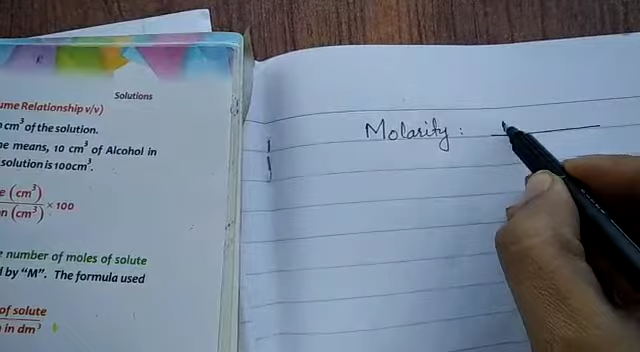 Solutions
ume Relationship v/v)
cm³ of the solution.
means, 10 cm³ of Alcohol in
solution is 100cm³.
e (cm³)
n (cm³) × 100
number of moles of solute
by "M". The formula used
of solute
in dm³
Molarity :